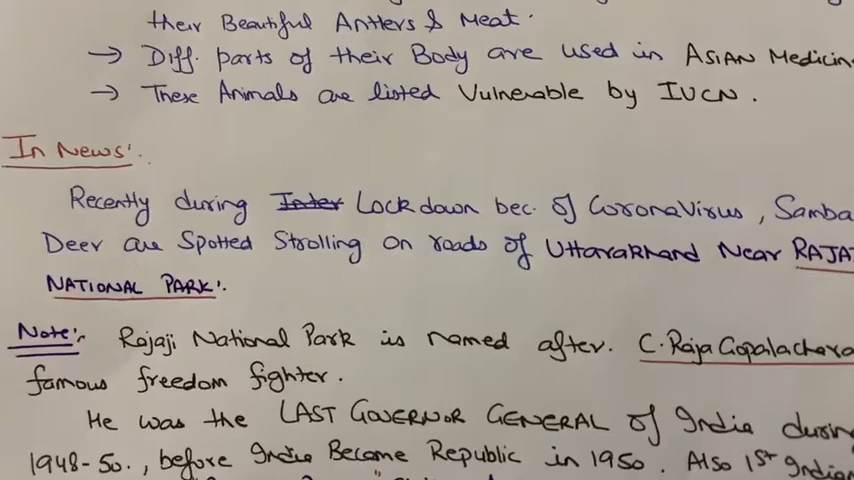 their Beautiful Antlers & Meat.
→ Diff. parts of their Body are used in ASIAN Medicin
→ These Animals are listed Vulnerable by IUCN.
In News:
Recently during Inter Lockdown bec. of CoronaVirus, Samba
Deer are Spotted Strolling on roads of Uttarakhand Near RAJA
NATIONAL PARK:
Note: Rajaji National Park is named after. C. Raja Gopalachara
famous freedom fighter.
He was the LAST GOVERNOR GENERAL of India during
1948-50., before India Become Republic in 1950. Also 1st Indian